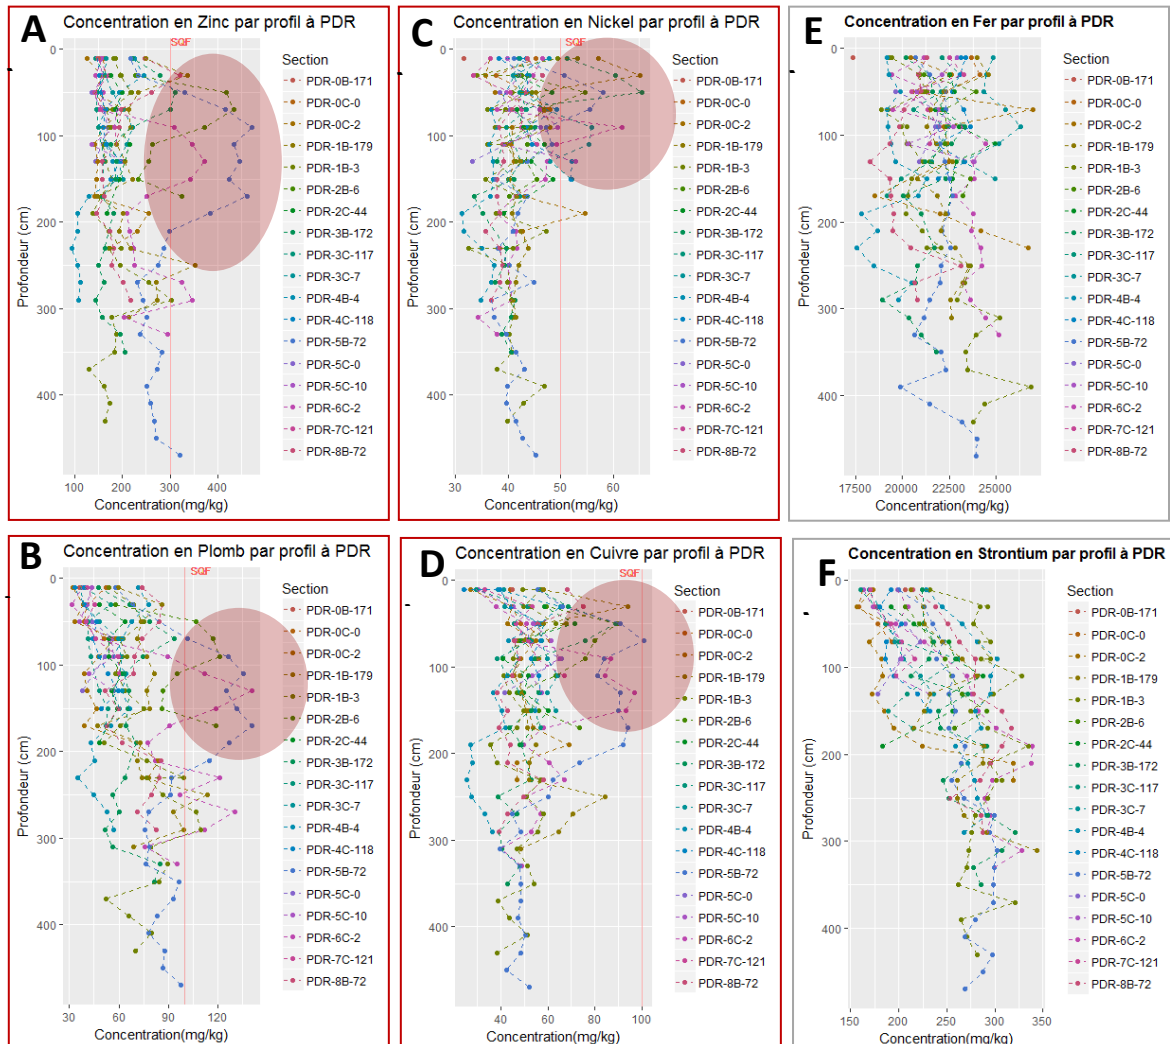 A
Concentration en Zinc par profil à PDR
SQF
Section
PDR-0B-171
PDR-0C-0
PDR-0C-2
PDR-1B-179
PDR-1B-3
PDR-2B-6
PDR-2C-44
PDR-3B-172
PDR-3C-117
PDR-3C-7
PDR-4B-4
PDR-4C-118
PDR-5B-72
PDR-5C-0
PDR-5C-10
PDR-6C-2
PDR-7C-121
PDR-8B-72
Profondeur (cm)
0
100
200
300
400
100 200 300 400
Concentration(mg/kg)
C
Concentration en Nickel par profil à PDR
SQF
Section
PDR-0B-171
PDR-0C-0
PDR-0C-2
PDR-1B-179
PDR-1B-3
PDR-2B-6
PDR-2C-44
PDR-3B-172
PDR-3C-117
PDR-3C-7
PDR-4B-4
PDR-4C-118
PDR-5B-72
PDR-5C-0
PDR-5C-10
PDR-6C-2
PDR-7C-121
PDR-8B-72
Profondeur (cm)
0
100
200
300
400
30 40 50 60
Concentration(mg/kg)
E
Concentration en Fer par profil à PDR
Section
PDR-0B-171
PDR-0C-0
PDR-0C-2
PDR-1B-179
PDR-1B-3
PDR-2B-6
PDR-2C-44
PDR-3B-172
PDR-3C-117
PDR-3C-7
PDR-4B-4
PDR-4C-118
PDR-5B-72
PDR-5C-0
PDR-5C-10
PDR-6C-2
PDR-7C-121
PDR-8B-72
Profondeur (cm)
0
100
200
300
400
17500 20000 22500 25000
Concentration(mg/kg)
B
Concentration en Plomb par profil à PDR
SQF
Section
PDR-0B-171
PDR-0C-0
PDR-0C-2
PDR-1B-179
PDR-1B-3
PDR-2B-6
PDR-2C-44
PDR-3B-172
PDR-3C-117
PDR-3C-7
PDR-4B-4
PDR-4C-118
PDR-5B-72
PDR-5C-0
PDR-5C-10
PDR-6C-2
PDR-7C-121
PDR-8B-72
Profondeur (cm)
0
100
200
300
400
30 60 90 120
Concentration(mg/kg)
D
Concentration en Cuivre par profil à PDR
SQF
Section
PDR-0B-171
PDR-0C-0
PDR-0C-2
PDR-1B-179
PDR-1B-3
PDR-2B-6
PDR-2C-44
PDR-3B-172
PDR-3C-117
PDR-3C-7
PDR-4B-4
PDR-4C-118
PDR-5B-72
PDR-5C-0
PDR-5C-10
PDR-6C-2
PDR-7C-121
PDR-8B-72
Profondeur (cm)
0
100
200
300
400
40 60 80 100
Concentration(mg/kg)
F
Concentration en Strontium par profil à PDR
Section
PDR-0B-171
PDR-0C-0
PDR-0C-2
PDR-1B-179
PDR-1B-3
PDR-2B-6
PDR-2C-44
PDR-3B-172
PDR-3C-117
PDR-3C-7
PDR-4B-4
PDR-4C-118
PDR-5B-72
PDR-5C-0
PDR-5C-10
PDR-6C-2
PDR-7C-121
PDR-8B-72
Profondeur (cm)
0
100
200
300
400
150 200 250 300 350
Concentration(mg/kg)